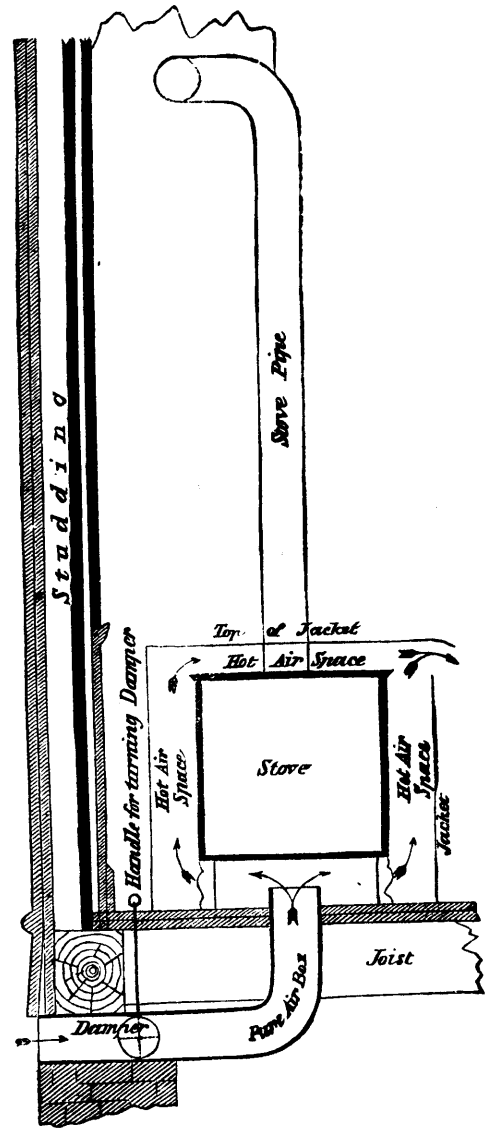 Stove Pipe
Studding
Top of Jacket
Hot Air Space
Handle for turning Damper
Hot Air
Space
Stove
Hot Air
Space
Jacket
Joist
Pure Air Box
Damper